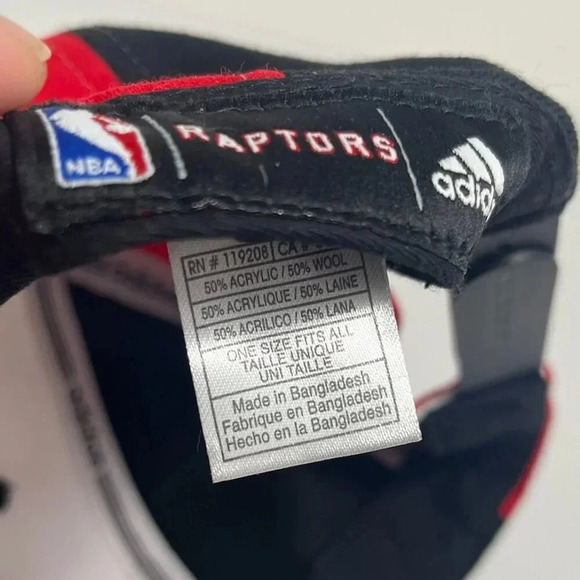 NBA RAPTORS adidas
RN # 119208 CA #
50% ACRYLIC / 50% WOOL
50% ACRYLIQUE / 50% LAINE
50% ACRILICO / 50% LANA
ONE SIZE FITS ALL
TAILLE UNIQUE
UNI TAILLE
Made in Bangladesh
Fabrique en Bangladesh
Hecho en la Bangladesh